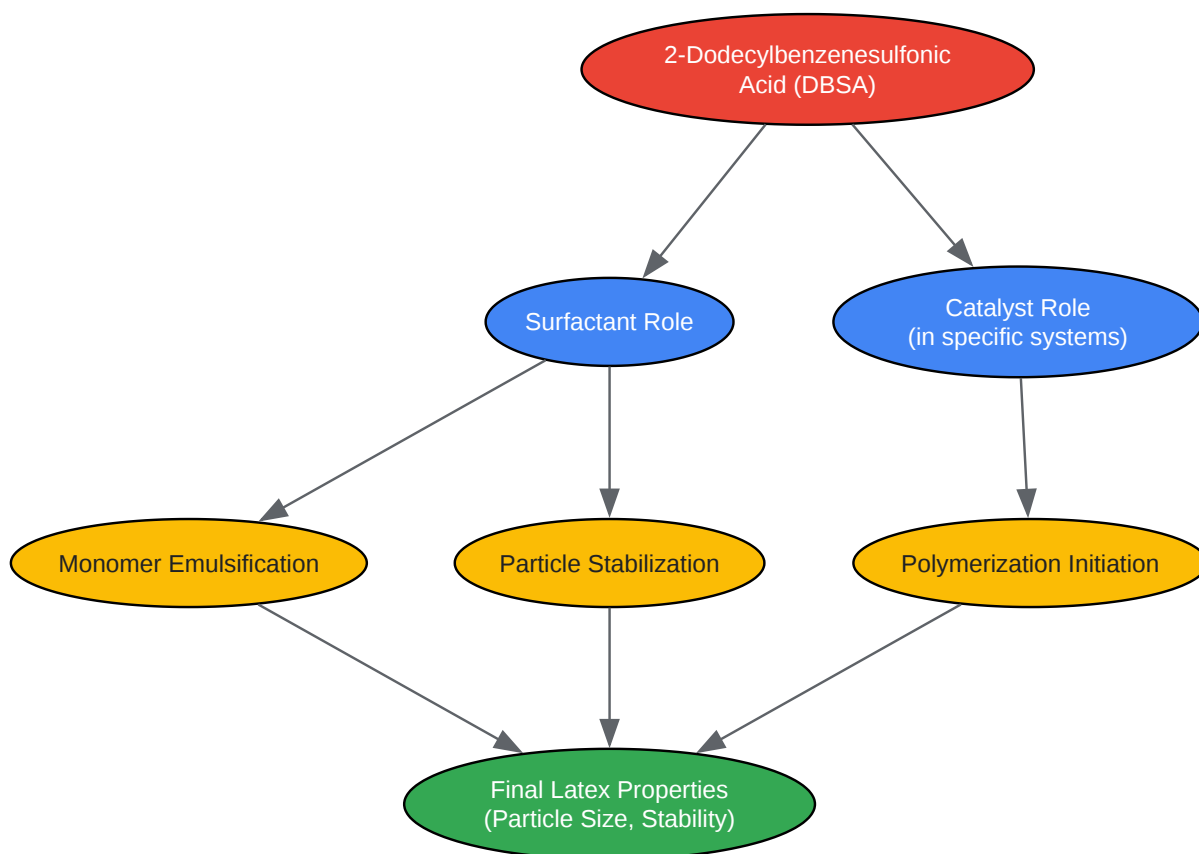 2-Dodecylbenzenesulfonic
Acid (DBSA)
Surfactant Role
Catalyst Role
(in specific systems)
Monomer Emulsification
Particle Stabilization
Polymerization Initiation
Final Latex Properties
(Particle Size, Stability)